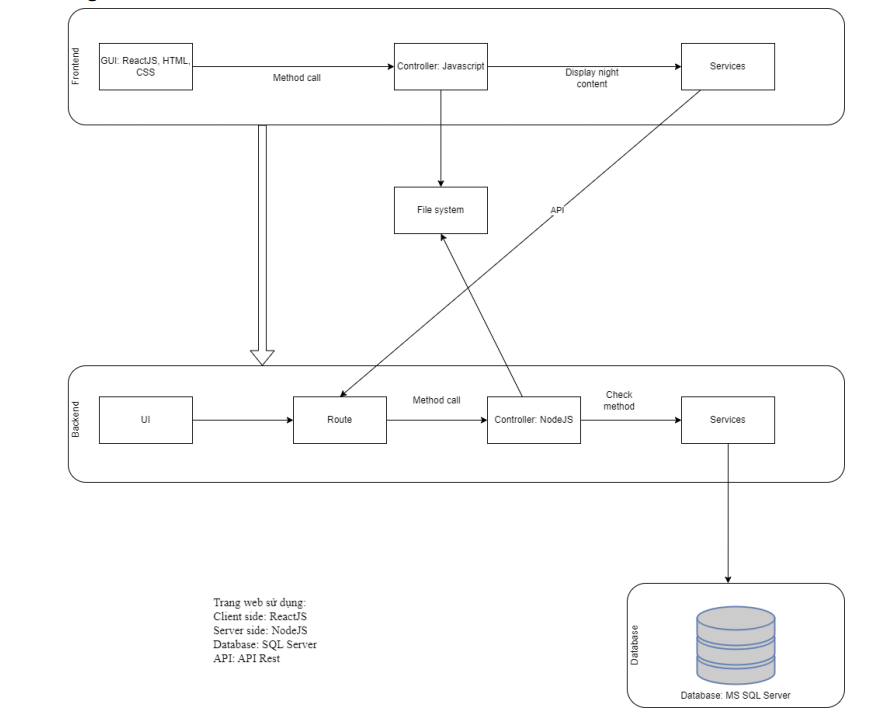 Frontend
GUI: ReactJS, HTML,
CSS
Method call
Controller: Javascript
Display night
content
Services
File system
API
Backend
UI
Route
Method call
Controller: NodeJS
Check
method
Services
Trang web sử dụng:
Client side: ReactJS
Server side: NodeJS
Database: SQL Server
API: API Rest
Database
Database: MS SQL Server